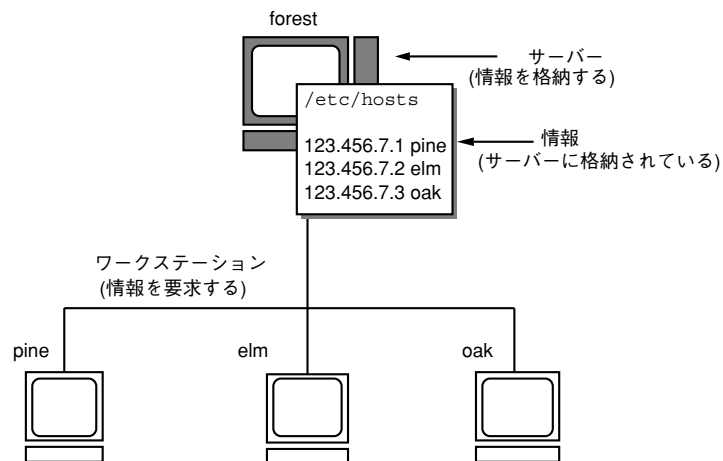 forest
サーバー
(情報を格納する)
/etc/hosts
123.456.7.1 pine
123.456.7.2 elm
123.456.7.3 oak
情報
(サーバーに格納されている)
ワークステーション
(情報を要求する)
pine
elm
oak